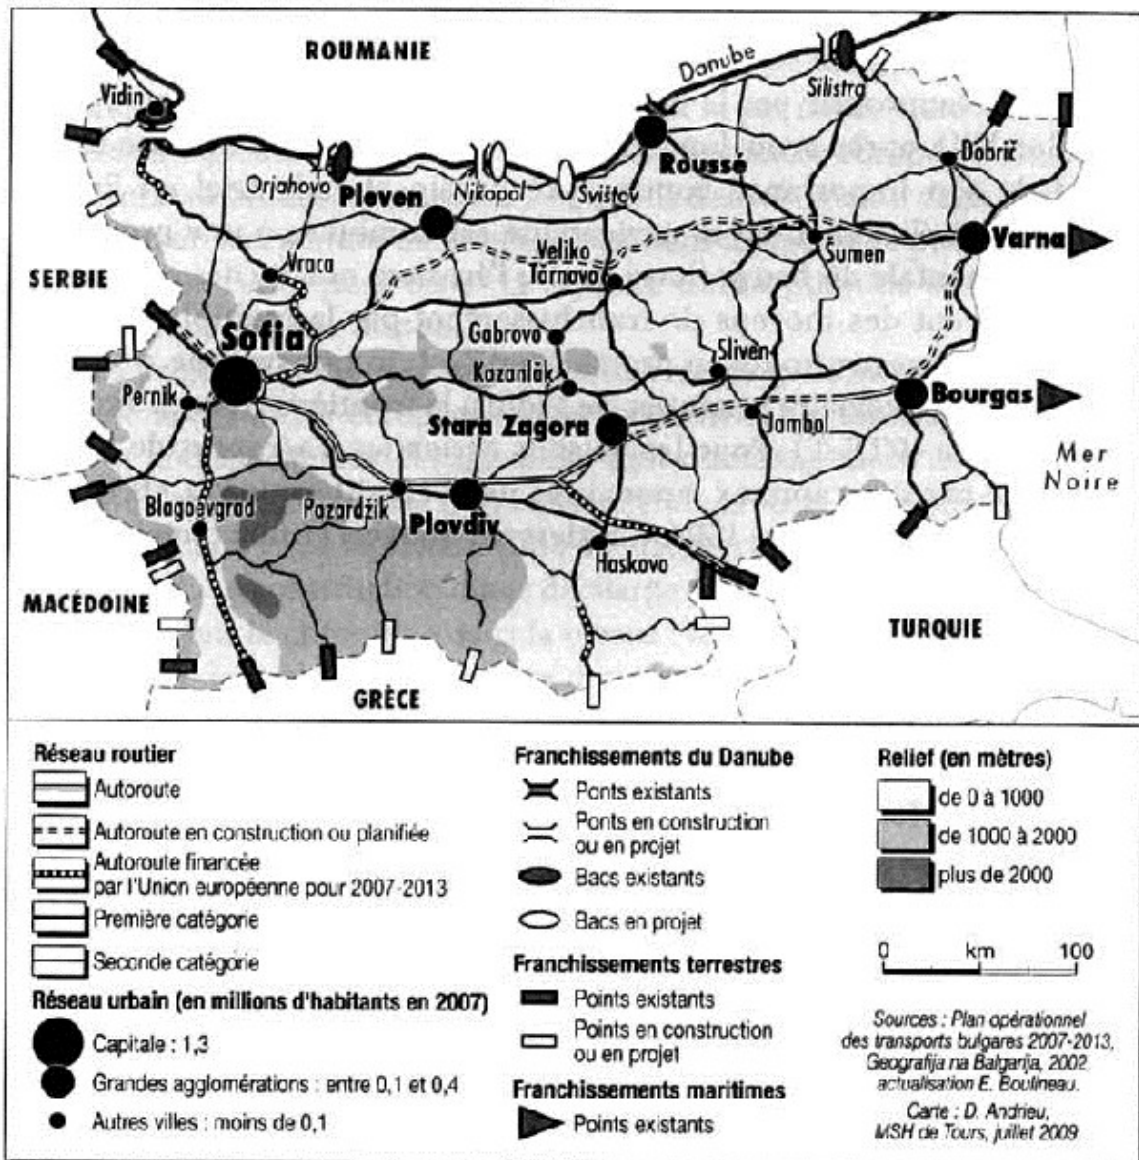 ROUMANIE
Danube
Vidin
Silistra
Orjahovo
Pleven
Nikopol
Svištov
Roussé
Dobrič
Varna
Šumen
Veliko
Tărnovo
Vraca
SERBIE
Sofia
Gabrovo
Kazanlăk
Sliven
Pernik
Stara Zagora
Jambol
Bourgas
Mer
Noire
Blagoevgrad
Pazardžik
Plovdiv
Haskovo
MACÉDOINE
GRÈCE
TURQUIE
Réseau routier
Autoroute
Autoroute en construction ou planifiée
Autoroute financée
par l'Union européenne pour 2007-2013
Première catégorie
Seconde catégorie
Réseau urbain (en millions d'habitants en 2007)
Capitale : 1,3
Grandes agglomérations : entre 0,1 et 0,4
Autres villes : moins de 0,1
Franchissements du Danube
Ponts existants
Ponts en construction
ou en projet
Bacs existants
Bacs en projet
Franchissements terrestres
Points existants
Points en construction
ou en projet
Franchissements maritimes
Points existants
Relief (en mètres)
de 0 à 1000
de 1000 à 2000
plus de 2000
0 km 100
Sources : Plan opérationnel
des transports bulgares 2007-2013,
Geografija na Balgarija, 2002,
actualisation E. Boulineau.
Carte : D. Andrieu,
MSH de Tours, juillet 2009